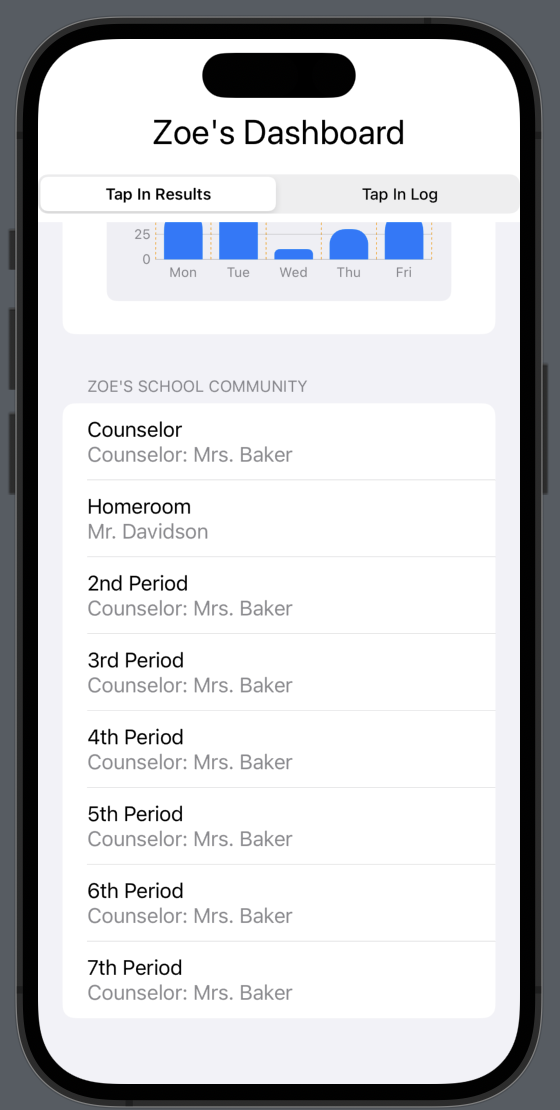 Zoe's Dashboard
Tap In Results Tap In Log
25
0
Mon Tue Wed Thu Fri
ZOE'S SCHOOL COMMUNITY
Counselor
Counselor: Mrs. Baker
Homeroom
Mr. Davidson
2nd Period
Counselor: Mrs. Baker
3rd Period
Counselor: Mrs. Baker
4th Period
Counselor: Mrs. Baker
5th Period
Counselor: Mrs. Baker
6th Period
Counselor: Mrs. Baker
7th Period
Counselor: Mrs. Baker